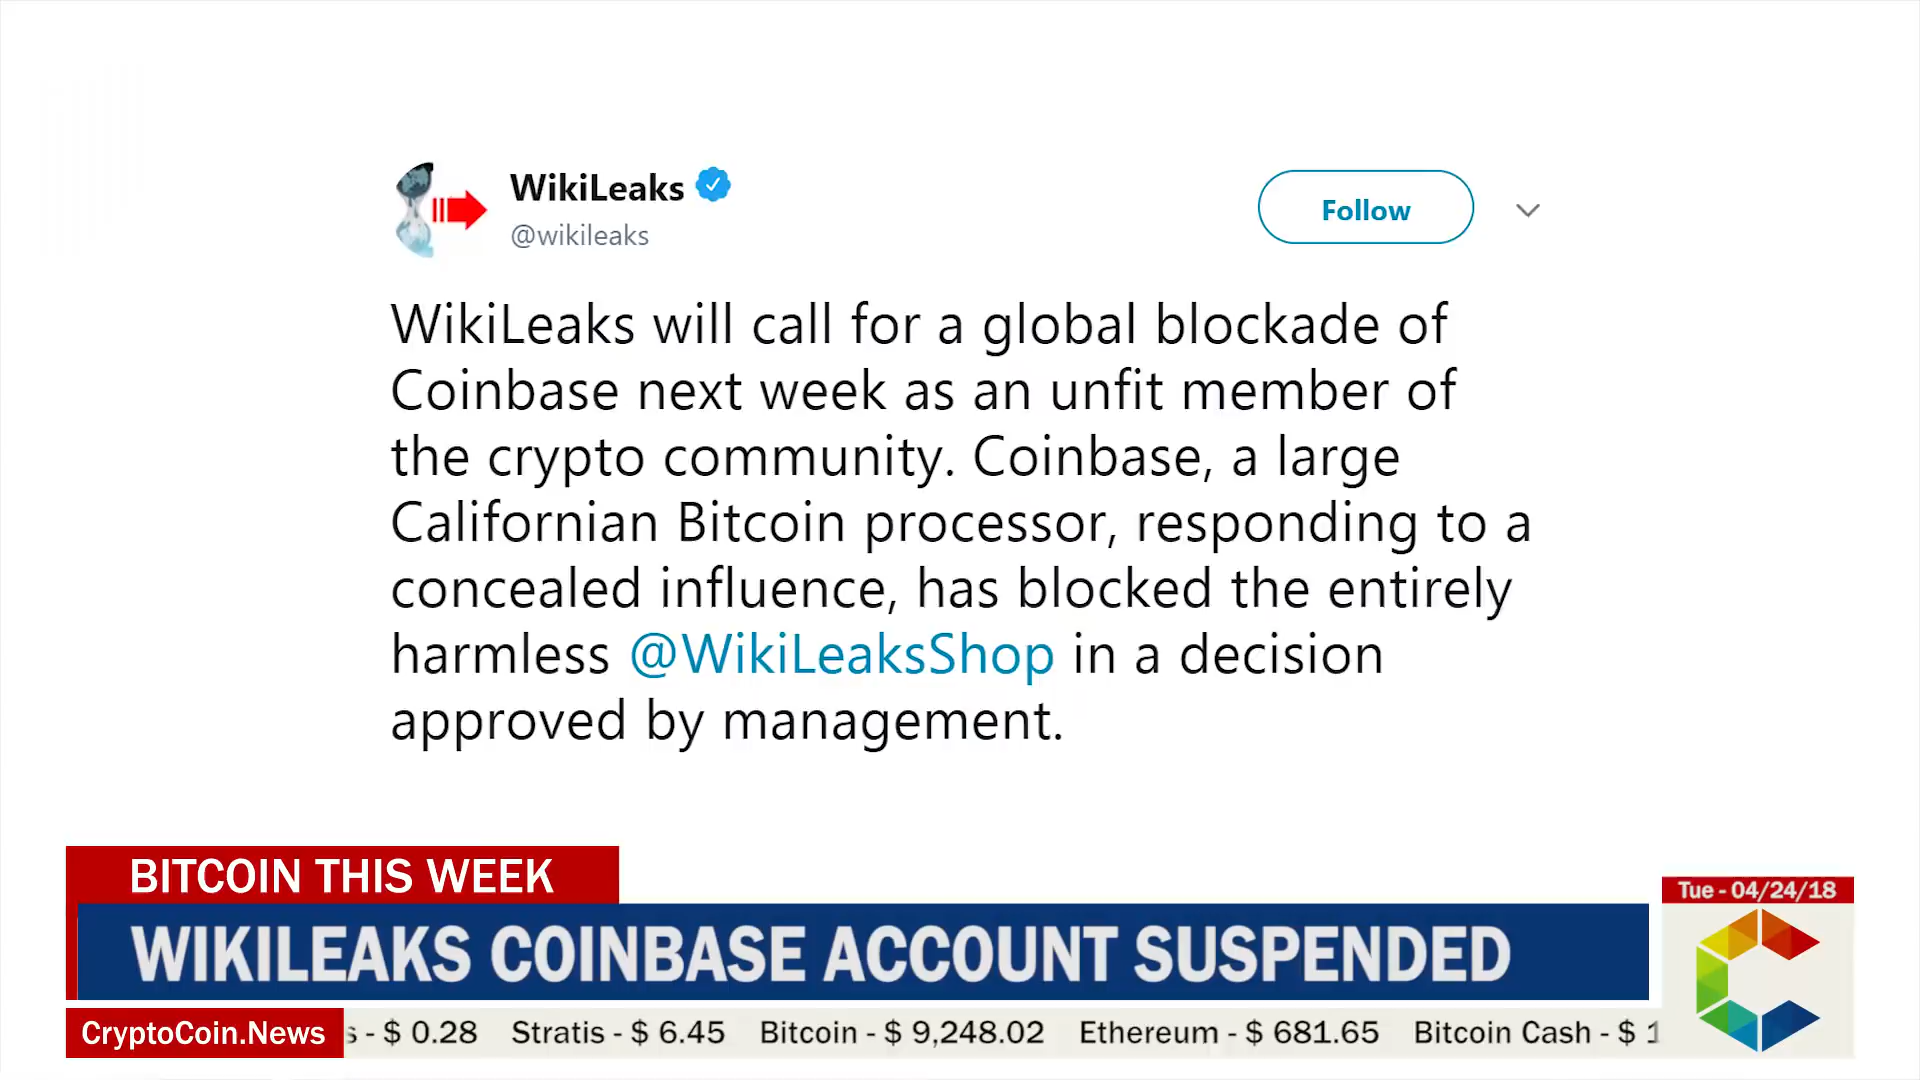 WikiLeaks
@wikileaks
Follow
WikiLeaks will call for a global blockade of
Coinbase next week as an unfit member of
the crypto community. Coinbase, a large
Californian Bitcoin processor, responding to a
concealed influence, has blocked the entirely
harmless @WikiLeaksShop in a decision
approved by management.
BITCOIN THIS WEEK
Tue - 04/24/18
WIKILEAKS COINBASE ACCOUNT SUSPENDED
CryptoCoin.News
- $ 0.28 Stratis - $ 6.45 Bitcoin - $ 9,248.02 Ethereum - $ 681.65 Bitcoin Cash - $